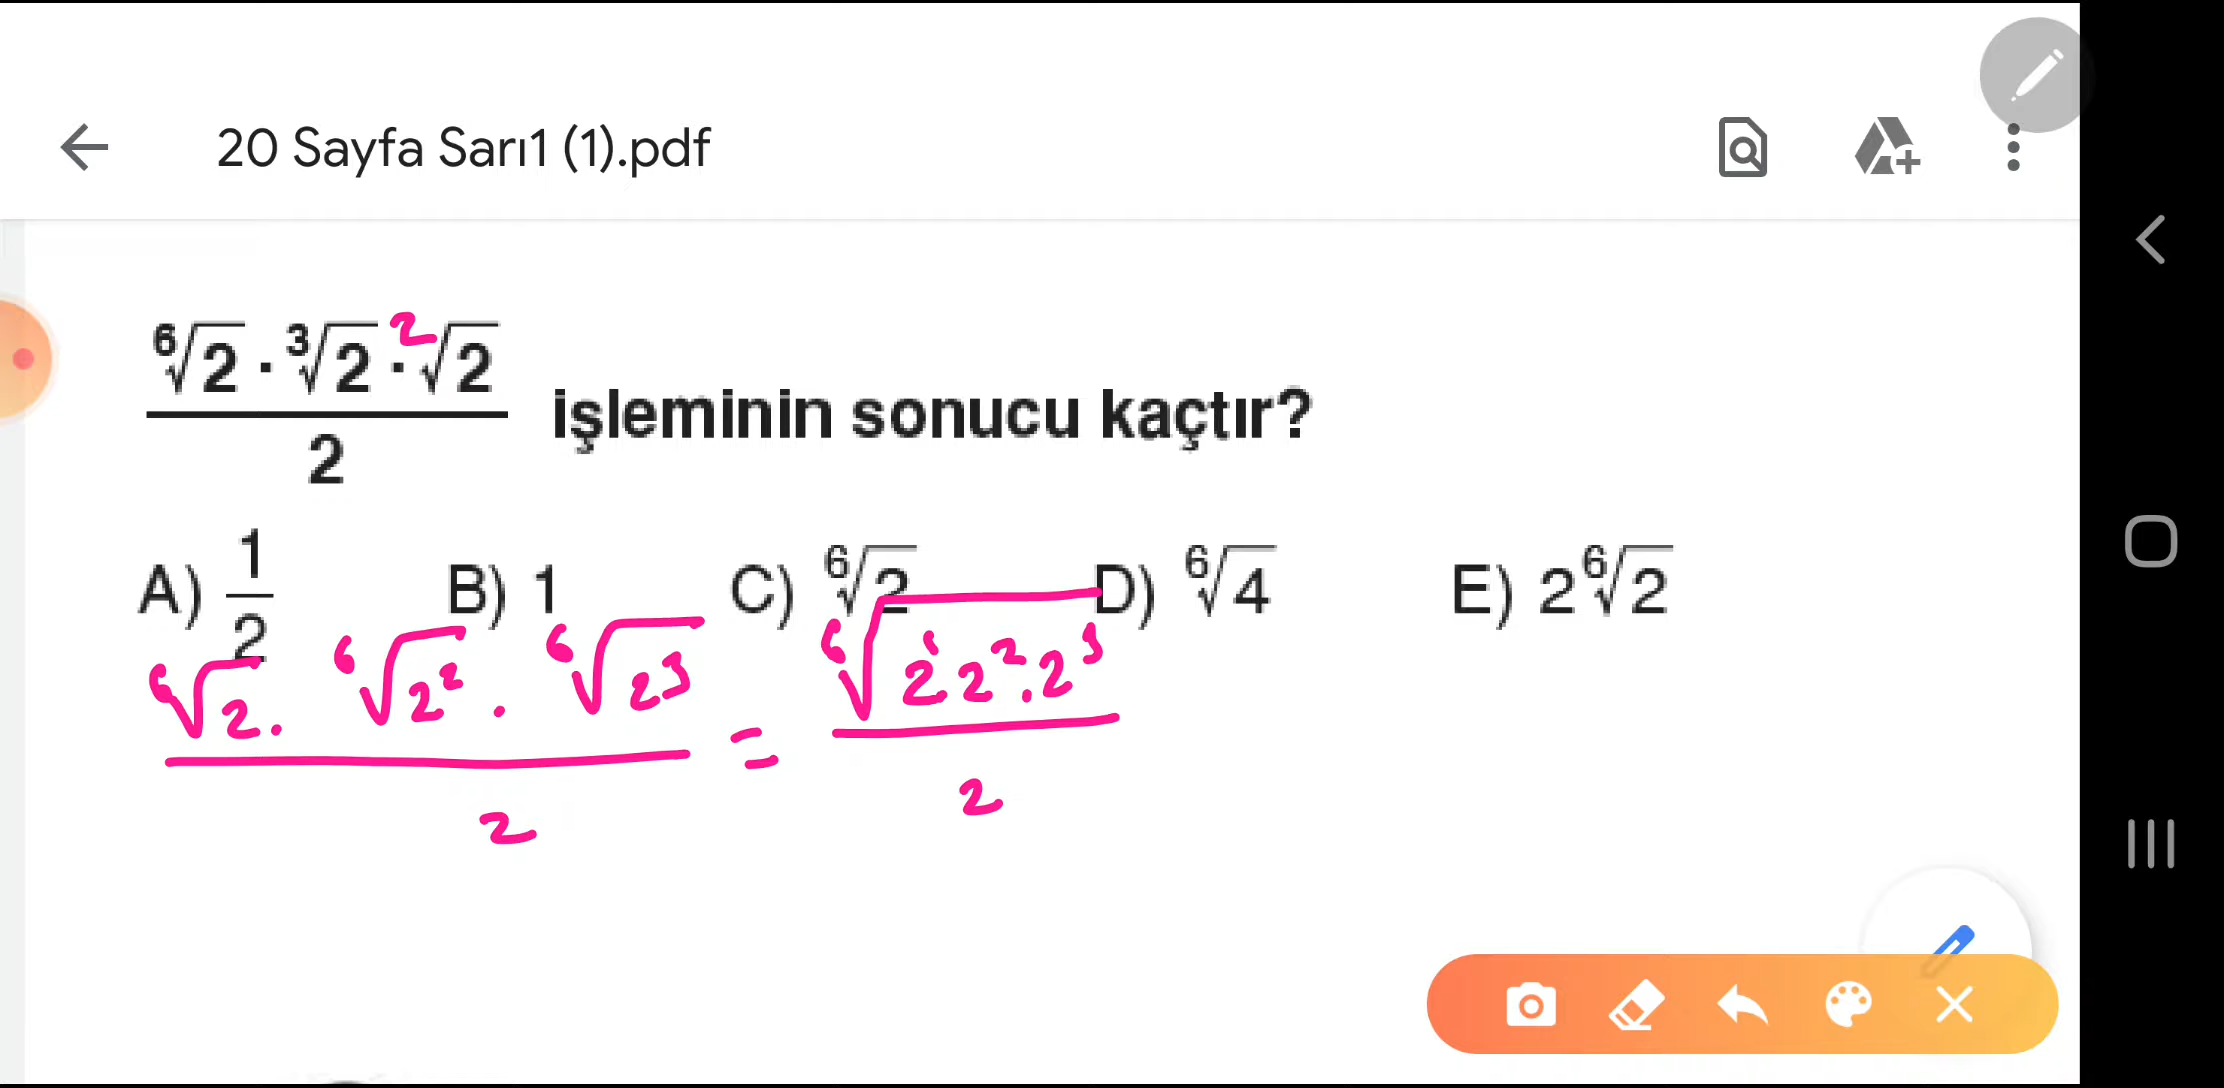 20 Sayfa Sarı1 (1).pdf
⁶√2 · ³√2 · ²√2
işleminin sonucu kaçtır?
2
A) 1/2 B) 1 C) ⁶√2 D) ⁶√4 E) 2⁶√2
⁶√2 . ⁶√2² . ⁶√2³ = ⁶√2¹ 2² . 2³
2 2